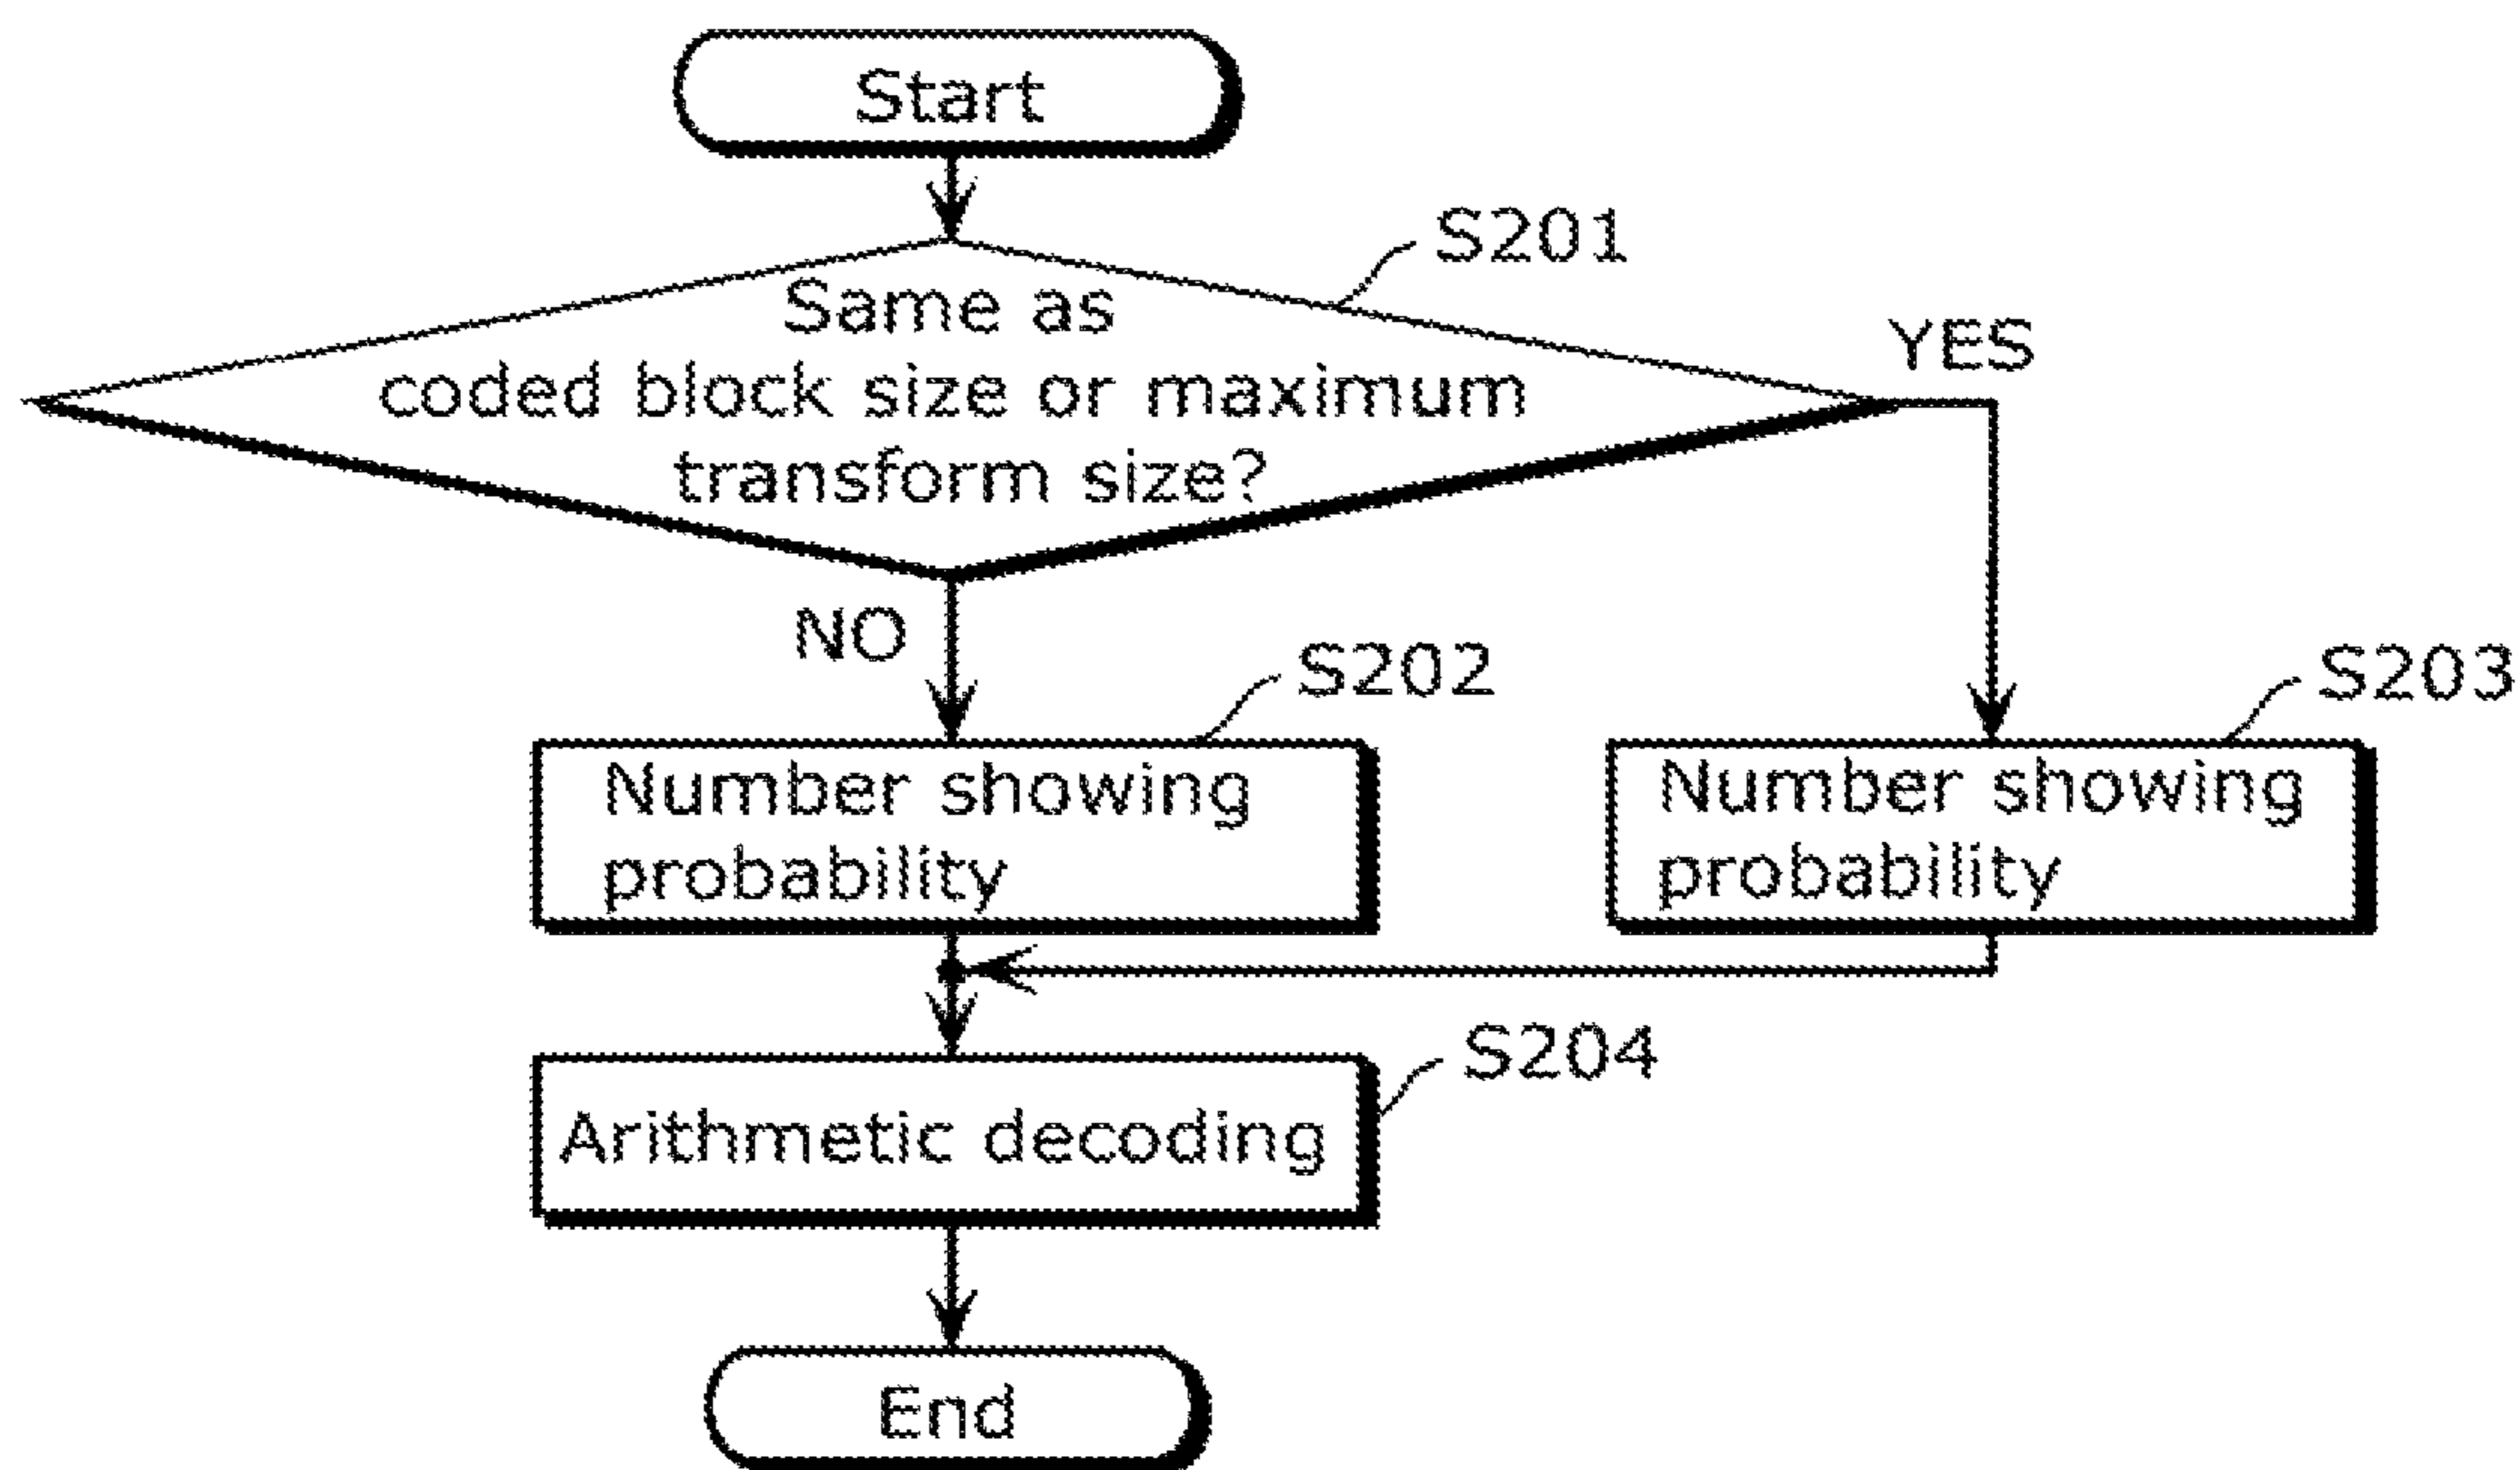 Start
S201
Same as
coded block size or maximum
transform size?
YES
NO
S202
S203
Number showing
probability
Number showing
probability
S204
Arithmetic decoding
End